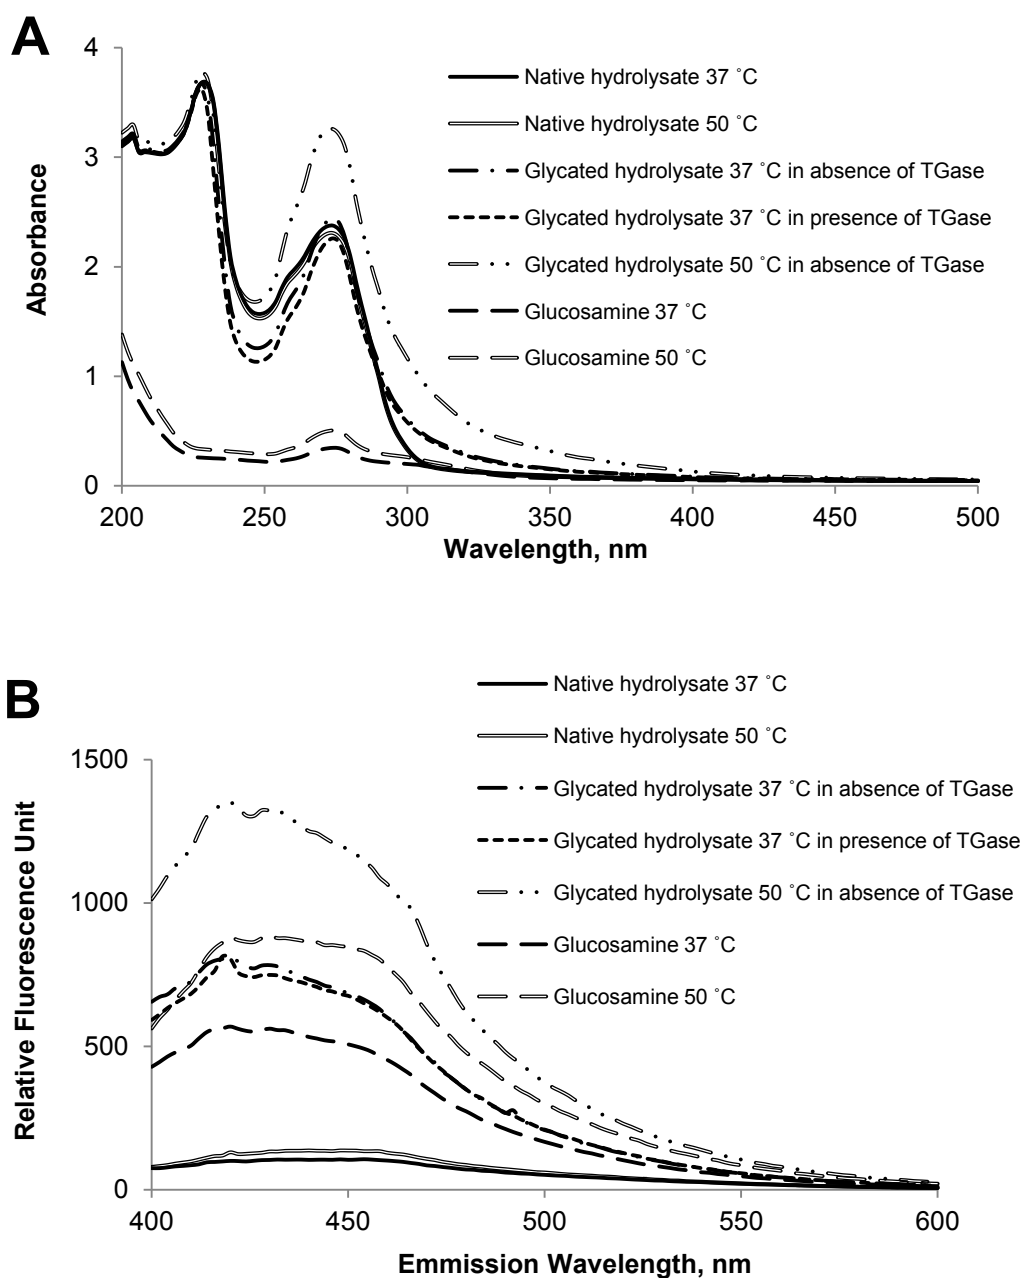 A
4
3
2
1
0
Absorbance
Native hydrolysate 37 ˚C
Native hydrolysate 50 ˚C
Glycated hydrolysate 37 ˚C in absence of TGase
Glycated hydrolysate 37 ˚C in presence of TGase
Glycated hydrolysate 50 ˚C in absence of TGase
Glucosamine 37 ˚C
Glucosamine 50 ˚C
200 250 300 350 400 450 500
Wavelength, nm
B
Native hydrolysate 37 ˚C
Native hydrolysate 50 ˚C
Glycated hydrolysate 37 ˚C in absence of TGase
Glycated hydrolysate 37 ˚C in presence of TGase
Glycated hydrolysate 50 ˚C in absence of TGase
Glucosamine 37 ˚C
Glucosamine 50 ˚C
1500
1000
500
0
Relative Fluorescence Unit
400 450 500 550 600
Emmission Wavelength, nm